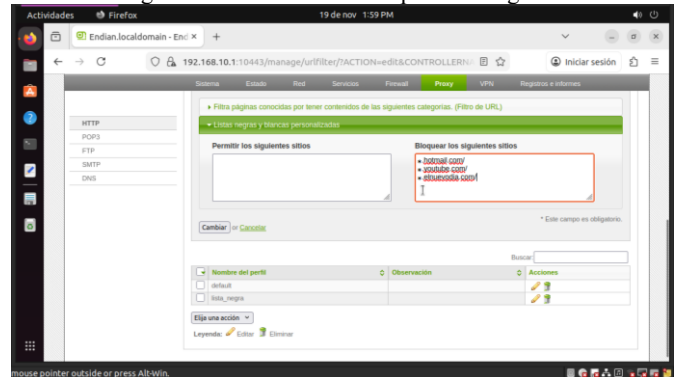 Actividades Firefox 19 de nov 1:59 PM
Endian.localdomain - End × +
192.168.10.1:10443/manage/urlfilter/?ACTION=edit&CONTROLLERNA Iniciar sesión
Sistema Estado Red Servicios Firewall Proxy VPN Registros e informes
HTTP
POP3
FTP
SMTP
DNS
Filtra páginas conocidas por tener contenidos de las siguientes categorias. (Filtro de URL)
Listas negras y blancas personalizadas
Permitir los siguientes sitios Bloquear los siguientes sitios
hotmail.com/
youtube.com/
elnuevodia.com/
* Este campo es obligatorio.
Cambiar or Cancelar
Buscar:
Nombre del perfil Observación Acciones
default
lista_negra
Elija una acción
Leyenda: Editar Eliminar
mouse pointer outside or press Alt-Win.